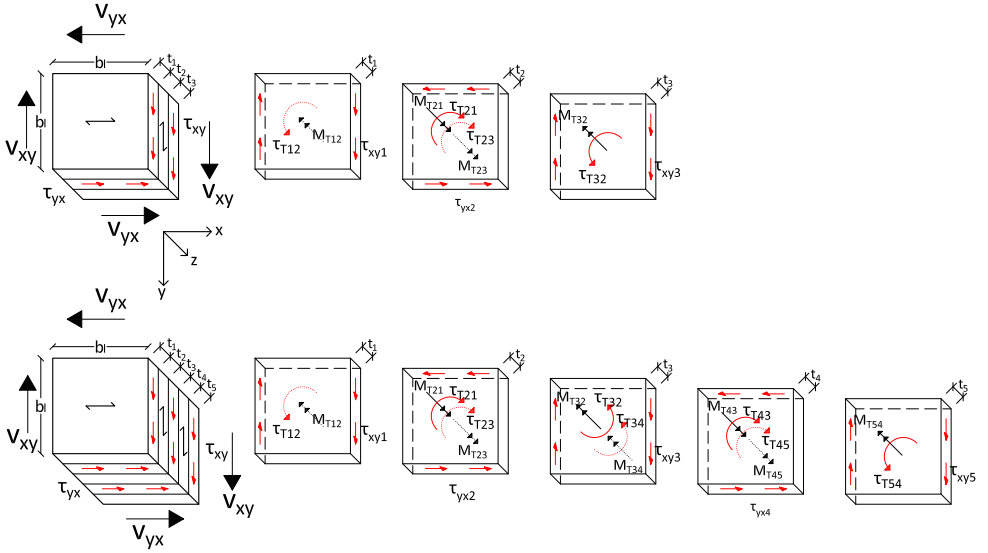 Vyx
bl t1 t2 t3
bl
Vxy
τxy
τyx
Vxy
Vyx
t1
τT12 MT12
τxy1
t2
MT21 τT21
τT23
MT23
τyx2
t3
MT32
τT32
τxy3
x
z
y
Vyx
bl t1 t2 t3 t4 t5
bl
Vxy
τxy
τyx
Vxy
Vyx
t1
τT12 MT12
τxy1
t2
MT21 τT21
τT23
MT23
τyx2
t3
MT32 τT32
τT34
MT34
τxy3
t4
MT43 τT43
τT45
MT45
τyx4
t5
MT54
τT54
τxy5